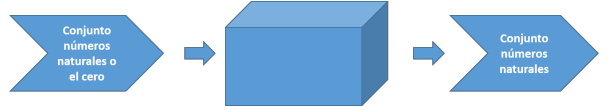 Conjunto
números
naturales o
el cero
Conjunto
números
naturales